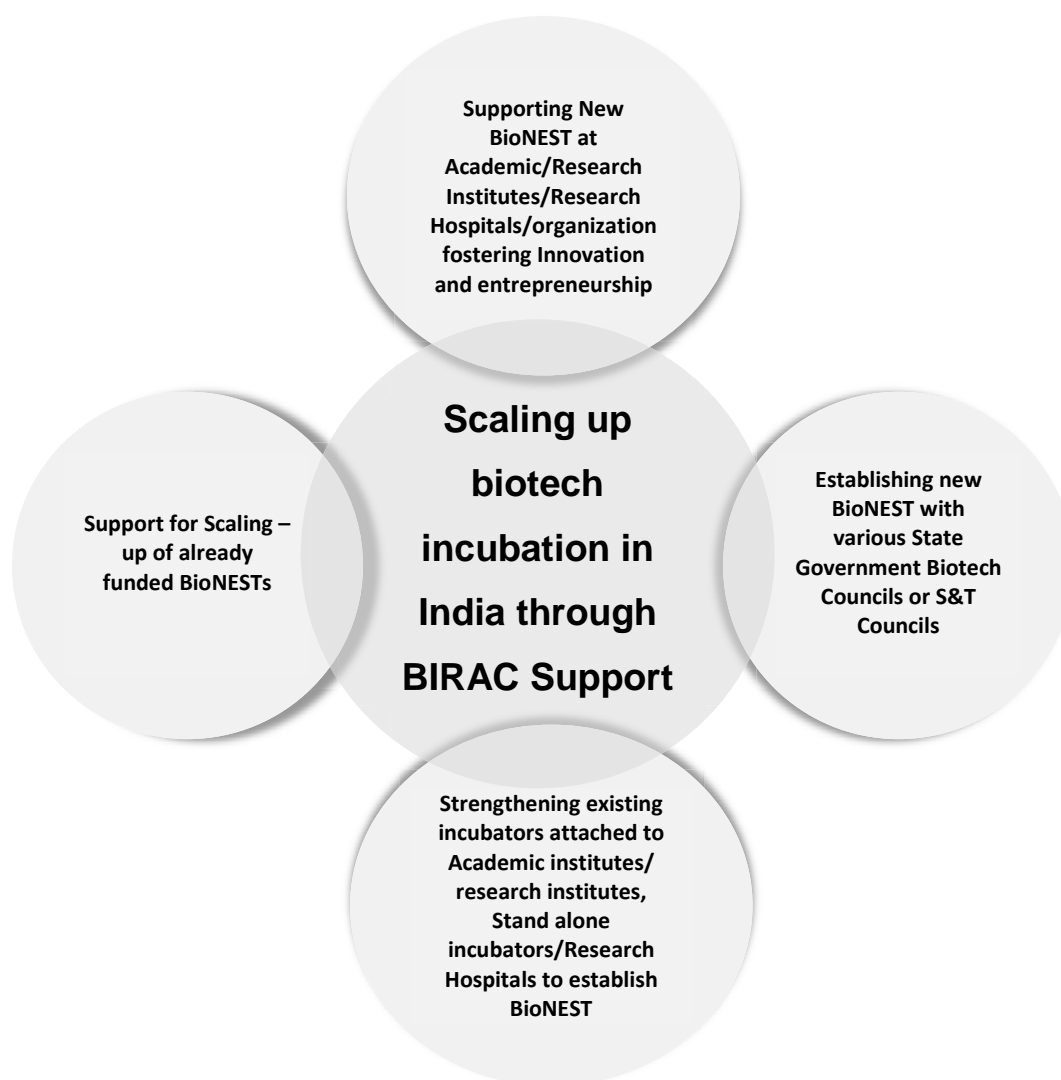 Supporting New
BioNEST at
Academic/Research
Institutes/Research
Hospitals/organization
fostering Innovation
and entrepreneurship
Scaling up
biotech
incubation in
India through
BIRAC Support
Support for Scaling –
up of already
funded BioNESTs
Establishing new
BioNEST with
various State
Government Biotech
Councils or S&T
Councils
Strengthening existing
incubators attached to
Academic institutes/
research institutes,
Stand alone
incubators/Research
Hospitals to establish
BioNEST